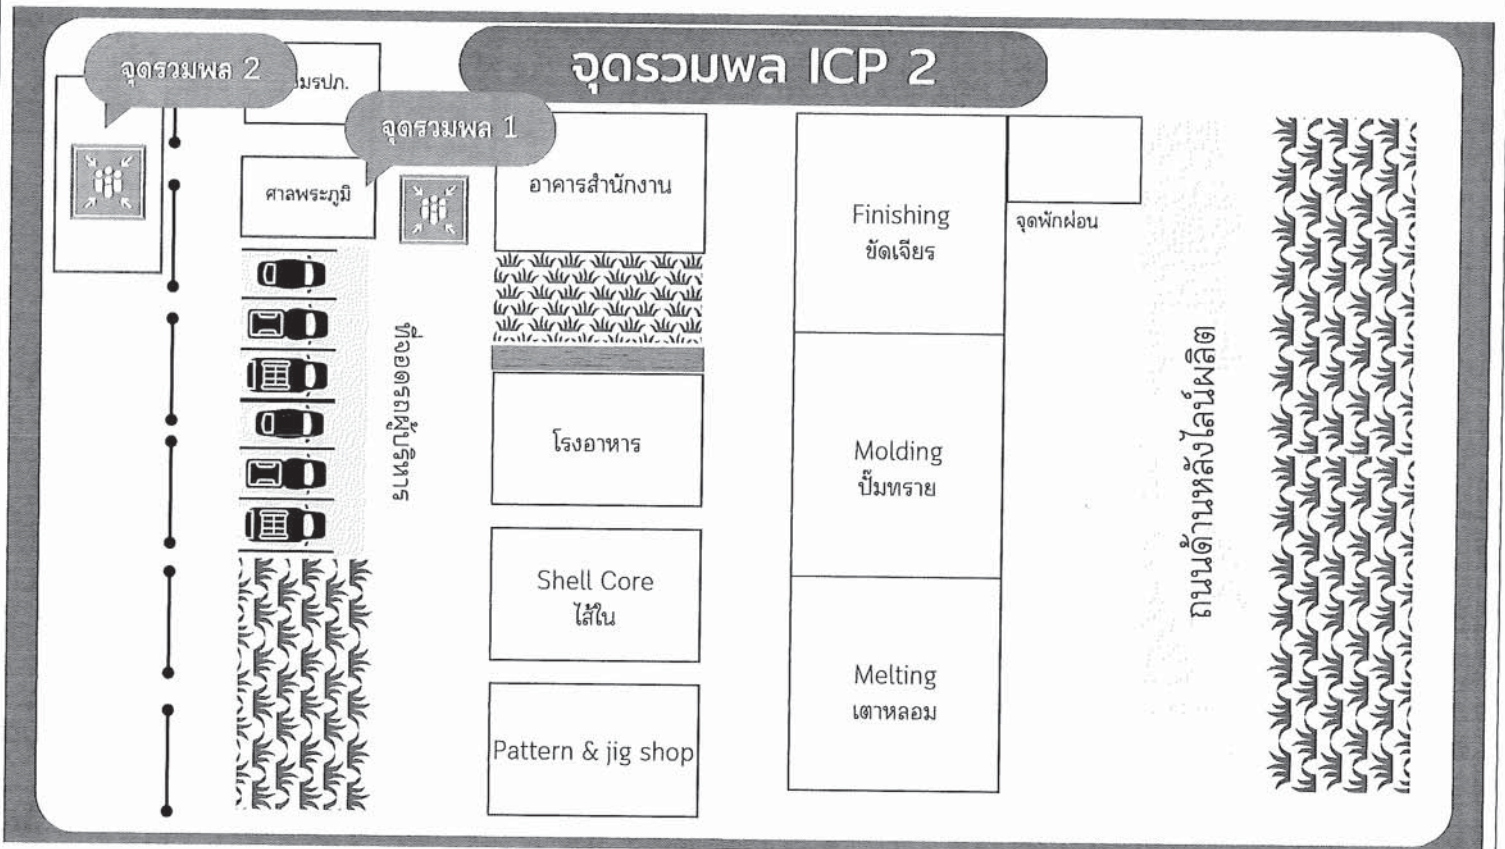 จุดรวมพล ICP 2
จุดรวมพล 2
มรปภ.
จุดรวมพล 1
ศาลพระภูมิ
อาคารสำนักงาน
Finishing
ขัดเจียร
จุดพักผ่อน
ที่จอดรถผู้บริหาร
โรงอาหาร
Molding
ปั๊มทราย
ถนนด้านหลังไลน์ผลิต
Shell Core
ไส้ใน
Melting
เตาหลอม
Pattern & jig shop